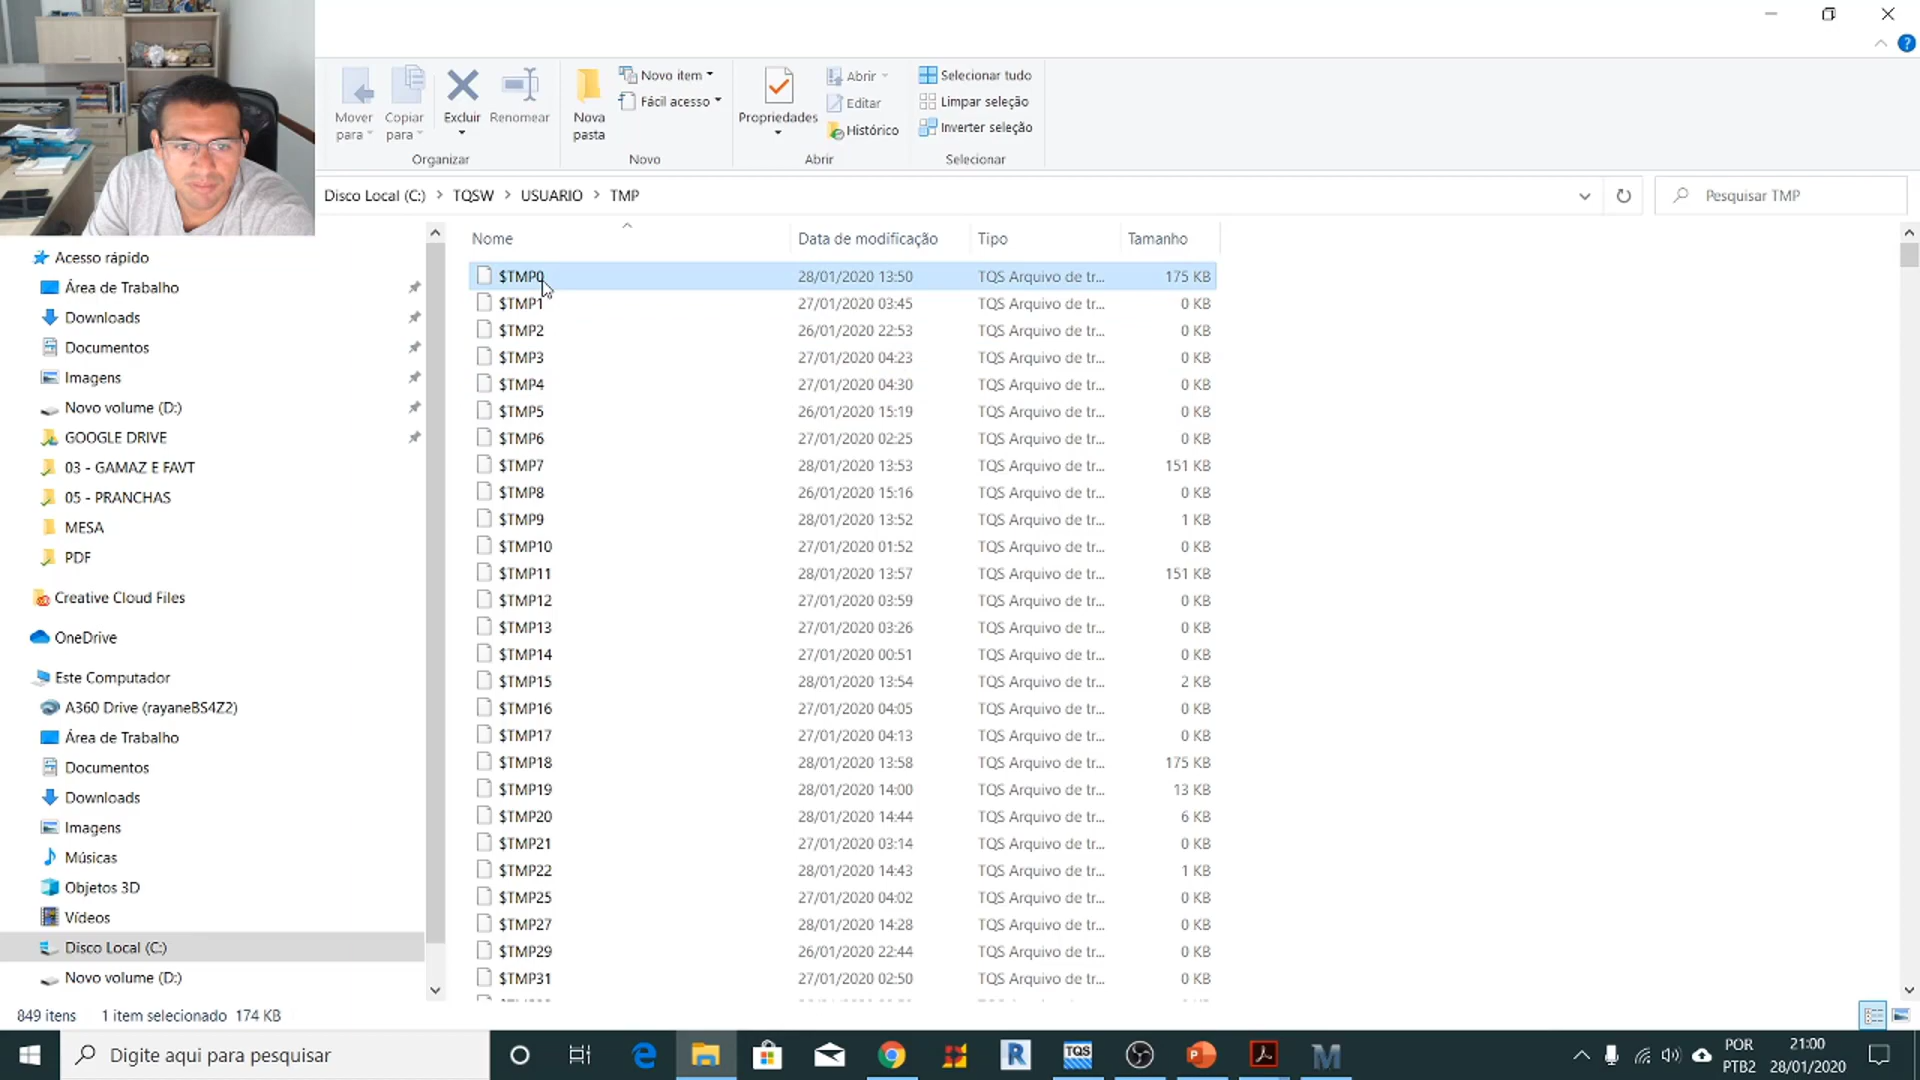 Mover para
Copiar para
Excluir
Renomear
Organizar
Nova pasta
Novo item
Fácil acesso
Novo
Propriedades
Abrir
Editar
Histórico
Abrir
Selecionar tudo
Limpar seleção
Inverter seleção
Selecionar
Disco Local (C:) > TQSW > USUARIO > TMP
Pesquisar TMP
Acesso rápido
Área de Trabalho
Downloads
Documentos
Imagens
Novo volume (D:)
GOOGLE DRIVE
03 - GAMAZ E FAVT
05 - PRANCHAS
MESA
PDF
Creative Cloud Files
OneDrive
Este Computador
A360 Drive (rayaneBS4Z2)
Área de Trabalho
Documentos
Downloads
Imagens
Músicas
Objetos 3D
Vídeos
Disco Local (C:)
Novo volume (D:)
Nome Data de modificação Tipo Tamanho
$TMP0 28/01/2020 13:50 TQS Arquivo de tr... 175 KB
$TMP1 27/01/2020 03:45 TQS Arquivo de tr... 0 KB
$TMP2 26/01/2020 22:53 TQS Arquivo de tr... 0 KB
$TMP3 27/01/2020 04:23 TQS Arquivo de tr... 0 KB
$TMP4 27/01/2020 04:30 TQS Arquivo de tr... 0 KB
$TMP5 26/01/2020 15:19 TQS Arquivo de tr... 0 KB
$TMP6 27/01/2020 02:25 TQS Arquivo de tr... 0 KB
$TMP7 28/01/2020 13:53 TQS Arquivo de tr... 151 KB
$TMP8 26/01/2020 15:16 TQS Arquivo de tr... 0 KB
$TMP9 28/01/2020 13:52 TQS Arquivo de tr... 1 KB
$TMP10 27/01/2020 01:52 TQS Arquivo de tr... 0 KB
$TMP11 28/01/2020 13:57 TQS Arquivo de tr... 151 KB
$TMP12 27/01/2020 03:59 TQS Arquivo de tr... 0 KB
$TMP13 27/01/2020 03:26 TQS Arquivo de tr... 0 KB
$TMP14 27/01/2020 00:51 TQS Arquivo de tr... 0 KB
$TMP15 28/01/2020 13:54 TQS Arquivo de tr... 2 KB
$TMP16 27/01/2020 04:05 TQS Arquivo de tr... 0 KB
$TMP17 27/01/2020 04:13 TQS Arquivo de tr... 0 KB
$TMP18 28/01/2020 13:58 TQS Arquivo de tr... 175 KB
$TMP19 28/01/2020 14:00 TQS Arquivo de tr... 13 KB
$TMP20 28/01/2020 14:44 TQS Arquivo de tr... 6 KB
$TMP21 27/01/2020 03:14 TQS Arquivo de tr... 0 KB
$TMP22 28/01/2020 14:43 TQS Arquivo de tr... 1 KB
$TMP25 27/01/2020 04:02 TQS Arquivo de tr... 0 KB
$TMP27 28/01/2020 14:28 TQS Arquivo de tr... 0 KB
$TMP29 26/01/2020 22:44 TQS Arquivo de tr... 0 KB
$TMP31 27/01/2020 02:50 TQS Arquivo de tr... 0 KB
849 itens 1 item selecionado 174 KB
Digite aqui para pesquisar
TQS
POR
PTB2
21:00
28/01/2020